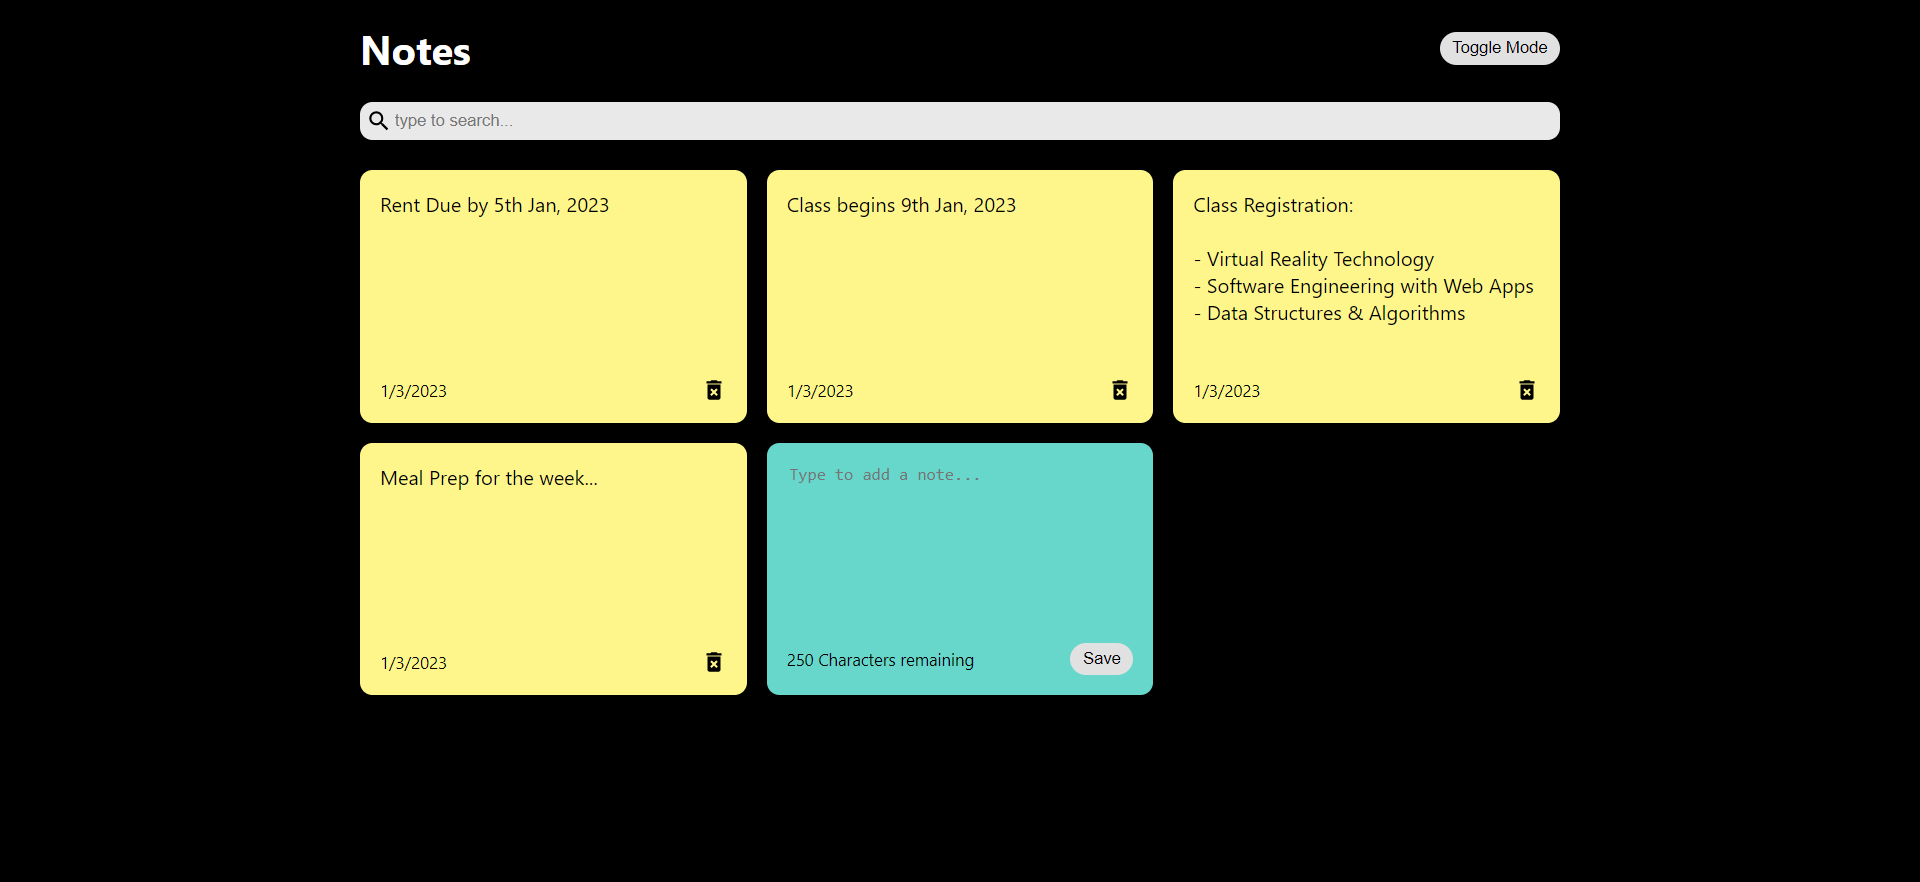 Notes
Toggle Mode
type to search...
Rent Due by 5th Jan, 2023
1/3/2023
Class begins 9th Jan, 2023
1/3/2023
Class Registration:
- Virtual Reality Technology
- Software Engineering with Web Apps
- Data Structures & Algorithms
1/3/2023
Meal Prep for the week...
1/3/2023
Type to add a note...
250 Characters remaining
Save